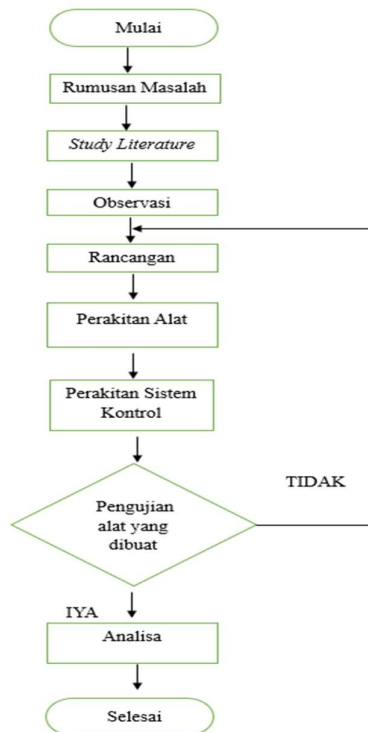 Mulai
Rumusan Masalah
Study Literature
Observasi
Rancangan
Perakitan Alat
Perakitan Sistem
Kontrol
TIDAK
Pengujian
alat yang
dibuat
IYA
Analisa
Selesai